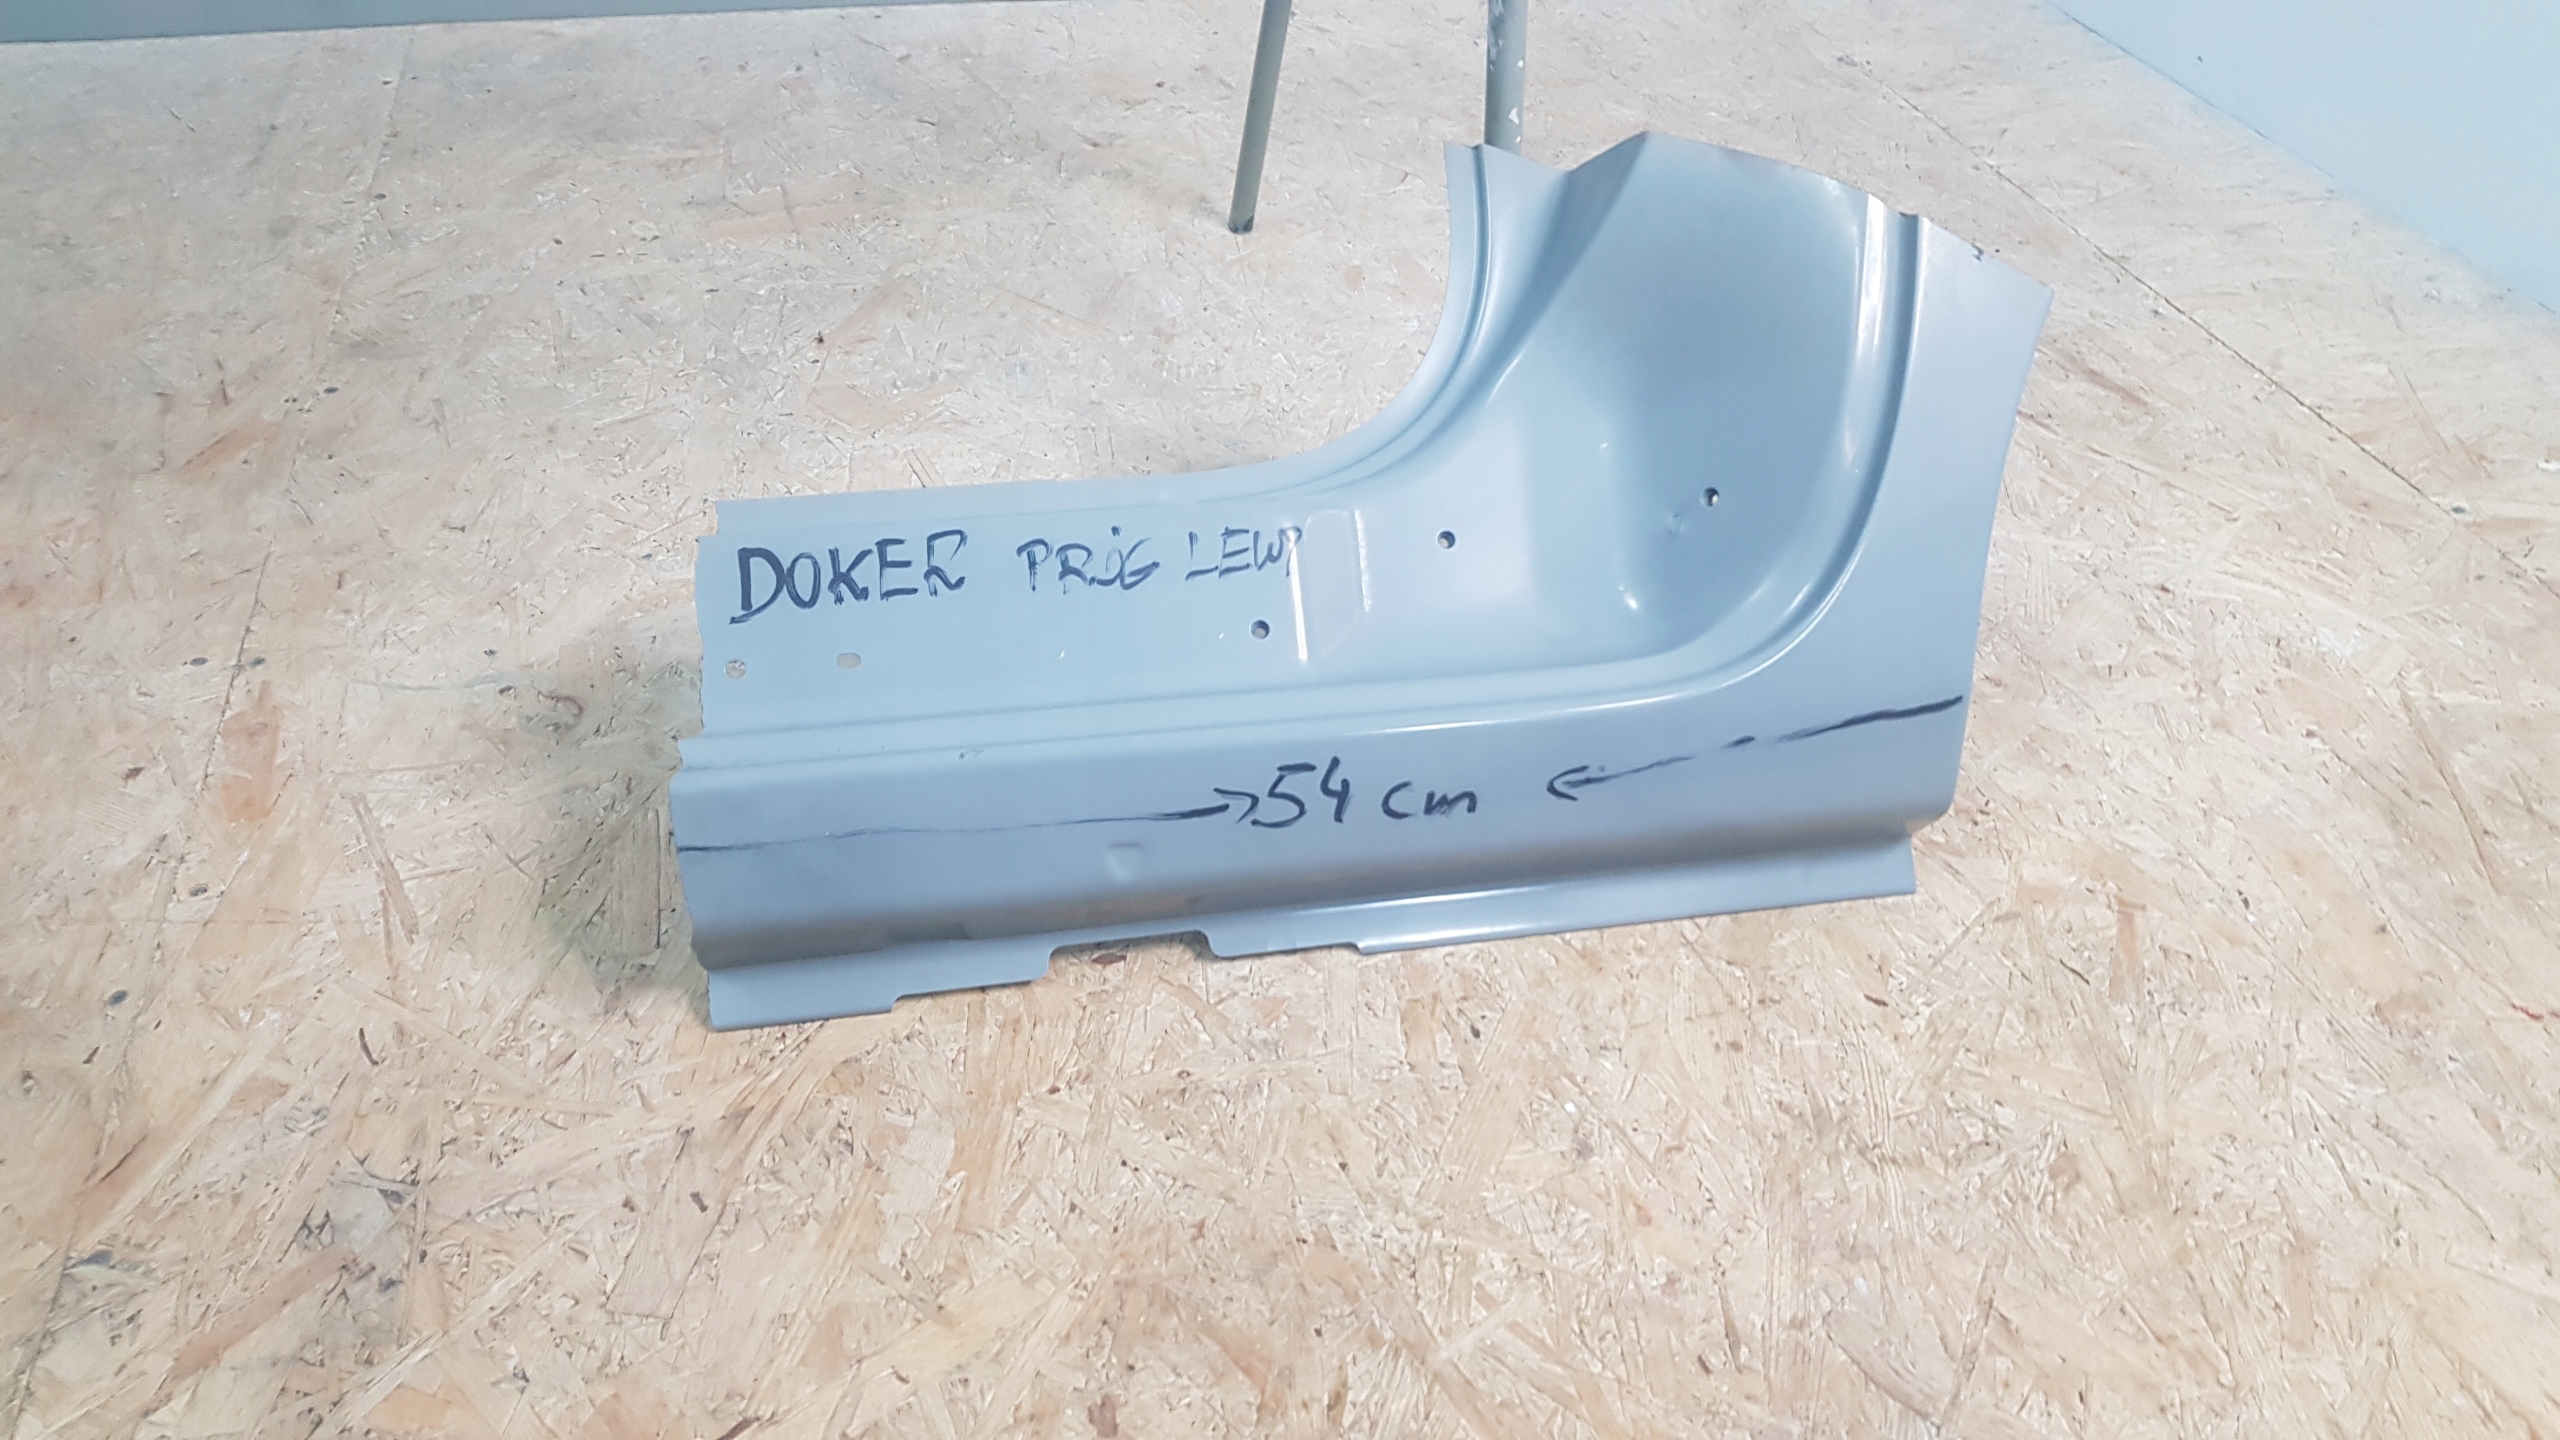 DOKER PRÓG LEWY
→54 cm ←